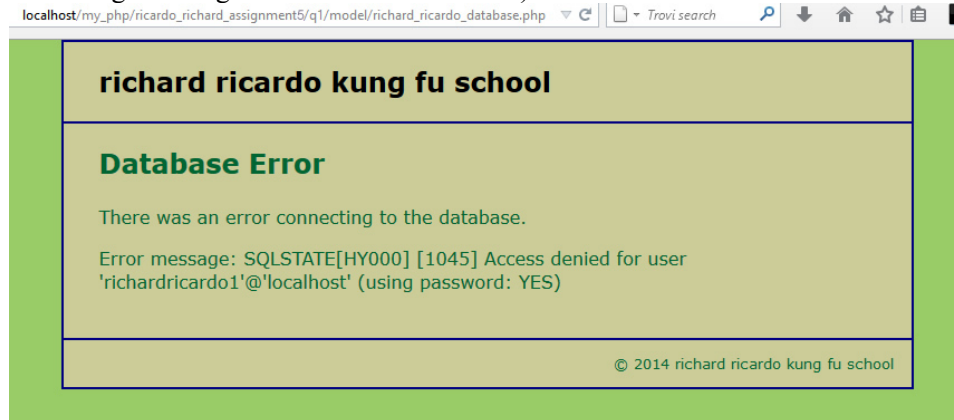 localhost/my_php/ricardo_richard_assignment5/q1/model/richard_ricardo_database.php Trovi search
richard ricardo kung fu school
Database Error
There was an error connecting to the database.
Error message: SQLSTATE[HY000] [1045] Access denied for user
'richardricardo1'@'localhost' (using password: YES)
© 2014 richard ricardo kung fu school